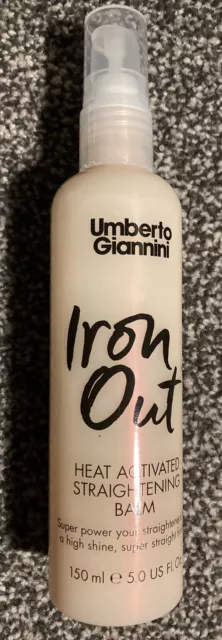 Umberto
Giannini
Iron
Out
HEAT ACTIVATED
STRAIGHTENING
BALM
Super power your
a high shine, super straight
150 ml ℮ 5.0 US FL.